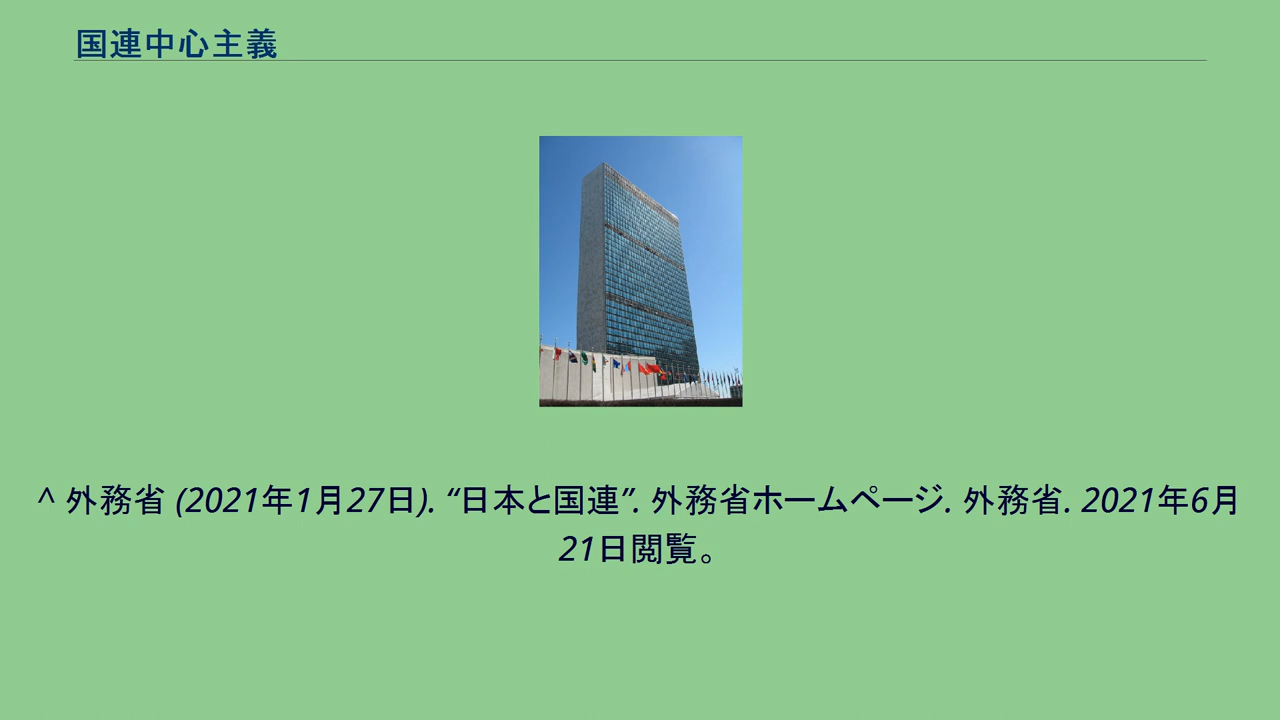 国連中心主義
^ 外務省 (2021年1月27日). “日本と国連”. 外務省ホームページ. 外務省. 2021年6月
21日閲覧。